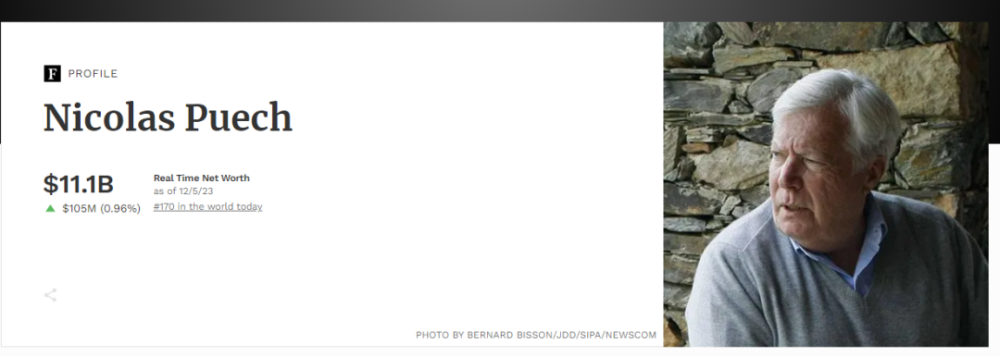 F PROFILE
Nicolas Puech
$11.1B
Real Time Net Worth
as of 12/5/23
$105M (0.96%)
#170 in the world today
PHOTO BY BERNARD BISSON/JDD/SIPA/NEWSCOM